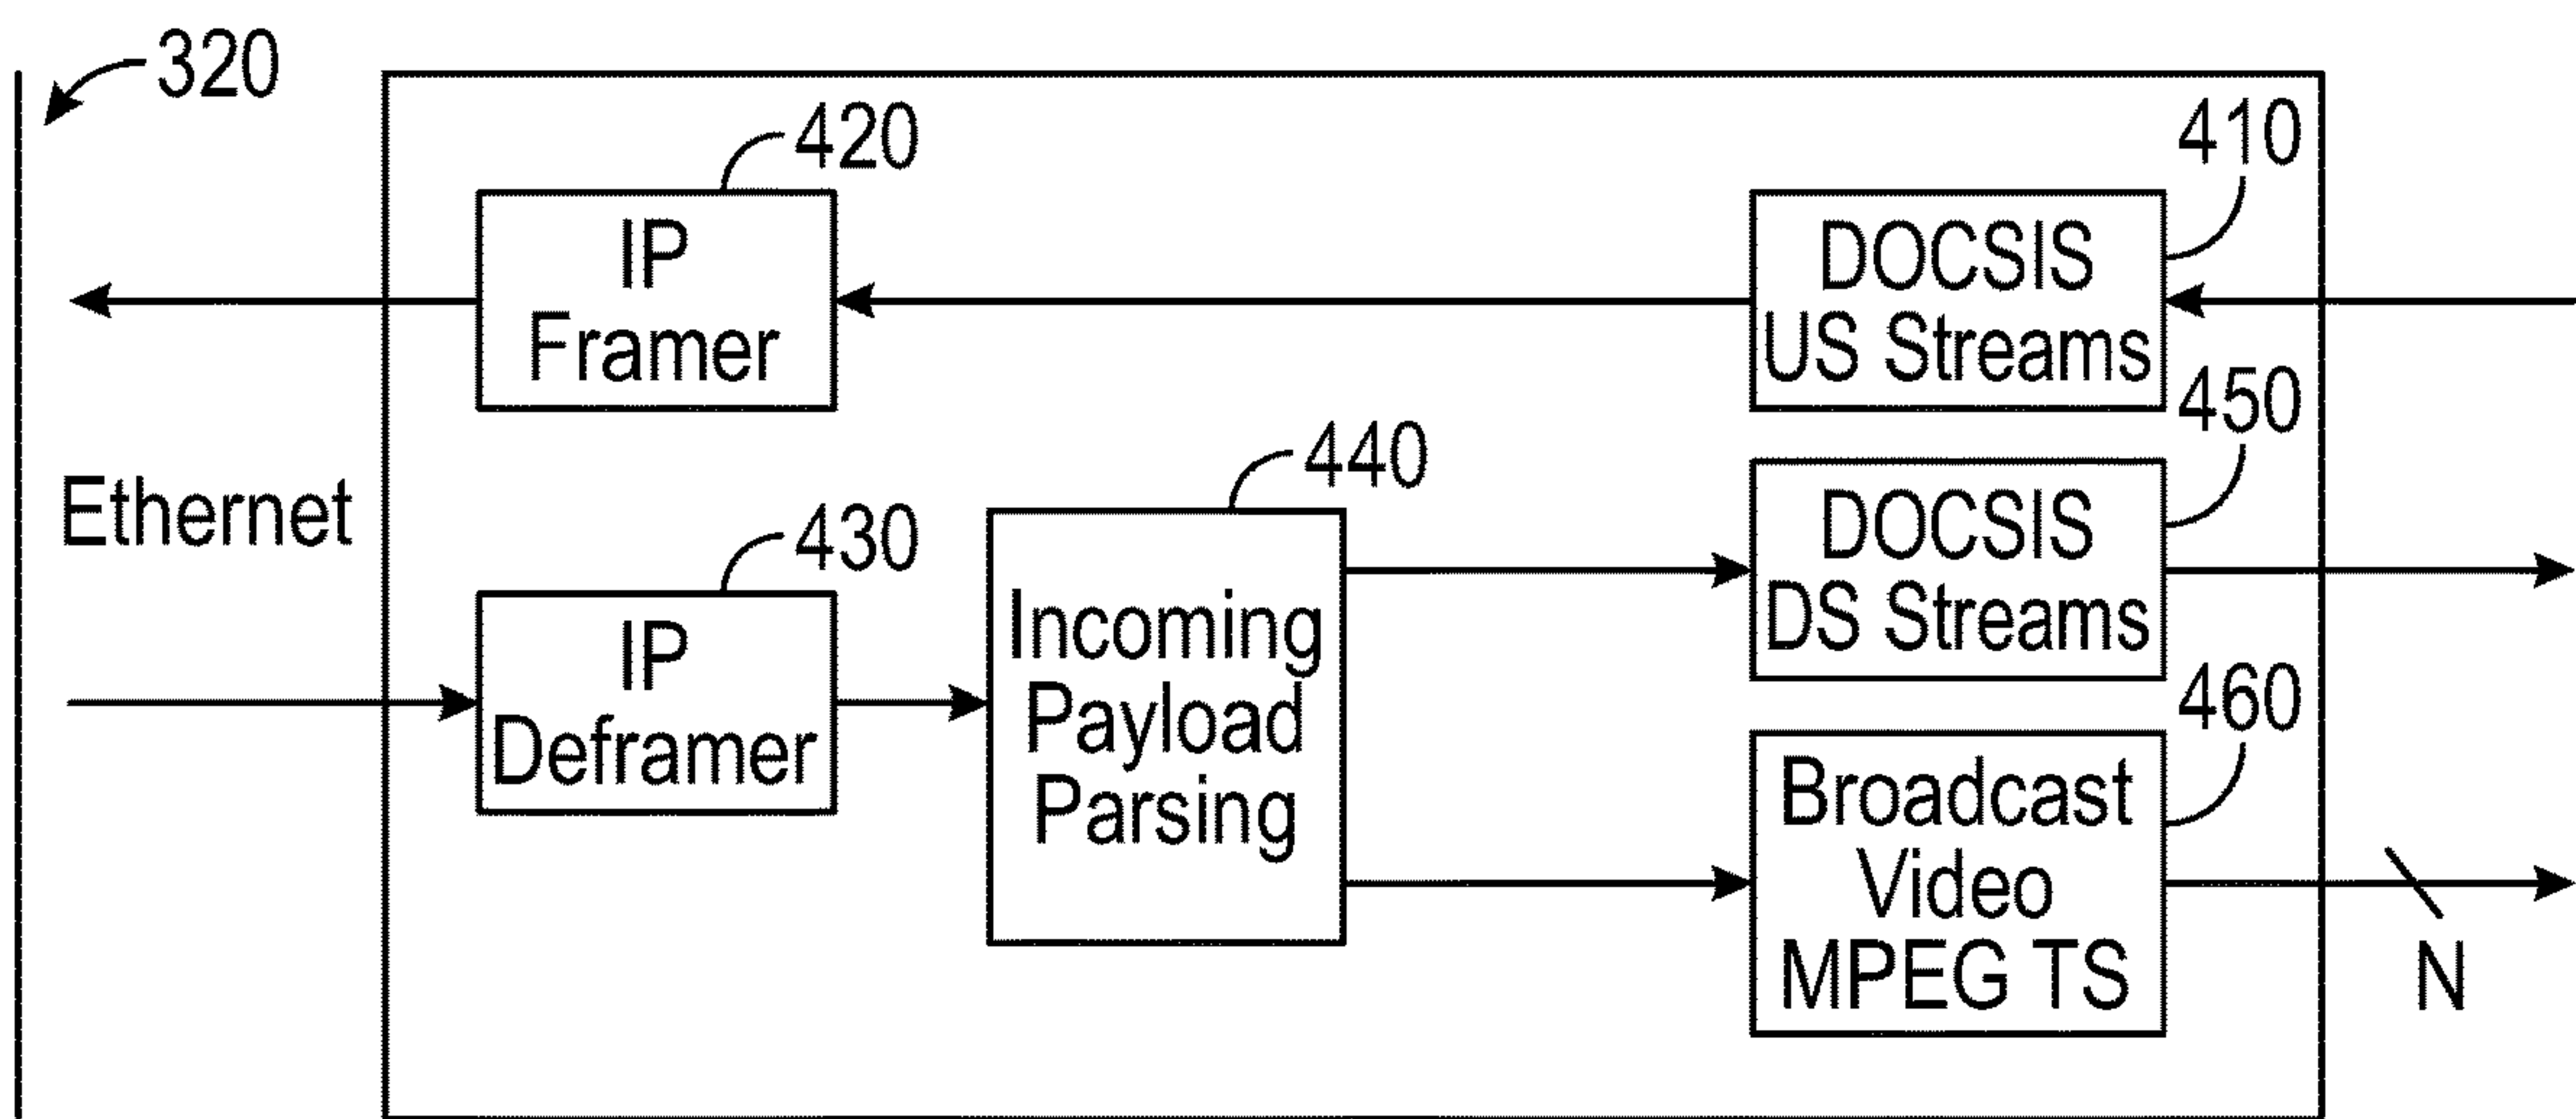 320
420
410
IP
Framer
DOCSIS
US Streams
450
Ethernet
430
440
IP
Deframer
Incoming
Payload
Parsing
DOCSIS
DS Streams
460
Broadcast
Video
MPEG TS
N